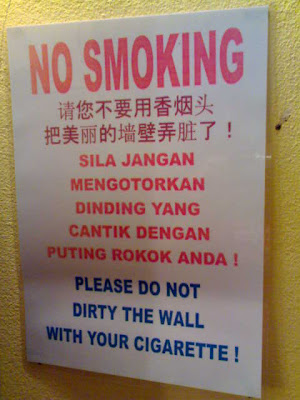 NO SMOKING
请您不要用香烟头
把美丽的墙壁弄脏了！
SILA JANGAN
MENGOTORKAN
DINDING YANG
CANTIK DENGAN
PUTING ROKOK ANDA !
PLEASE DO NOT
DIRTY THE WALL
WITH YOUR CIGARETTE !